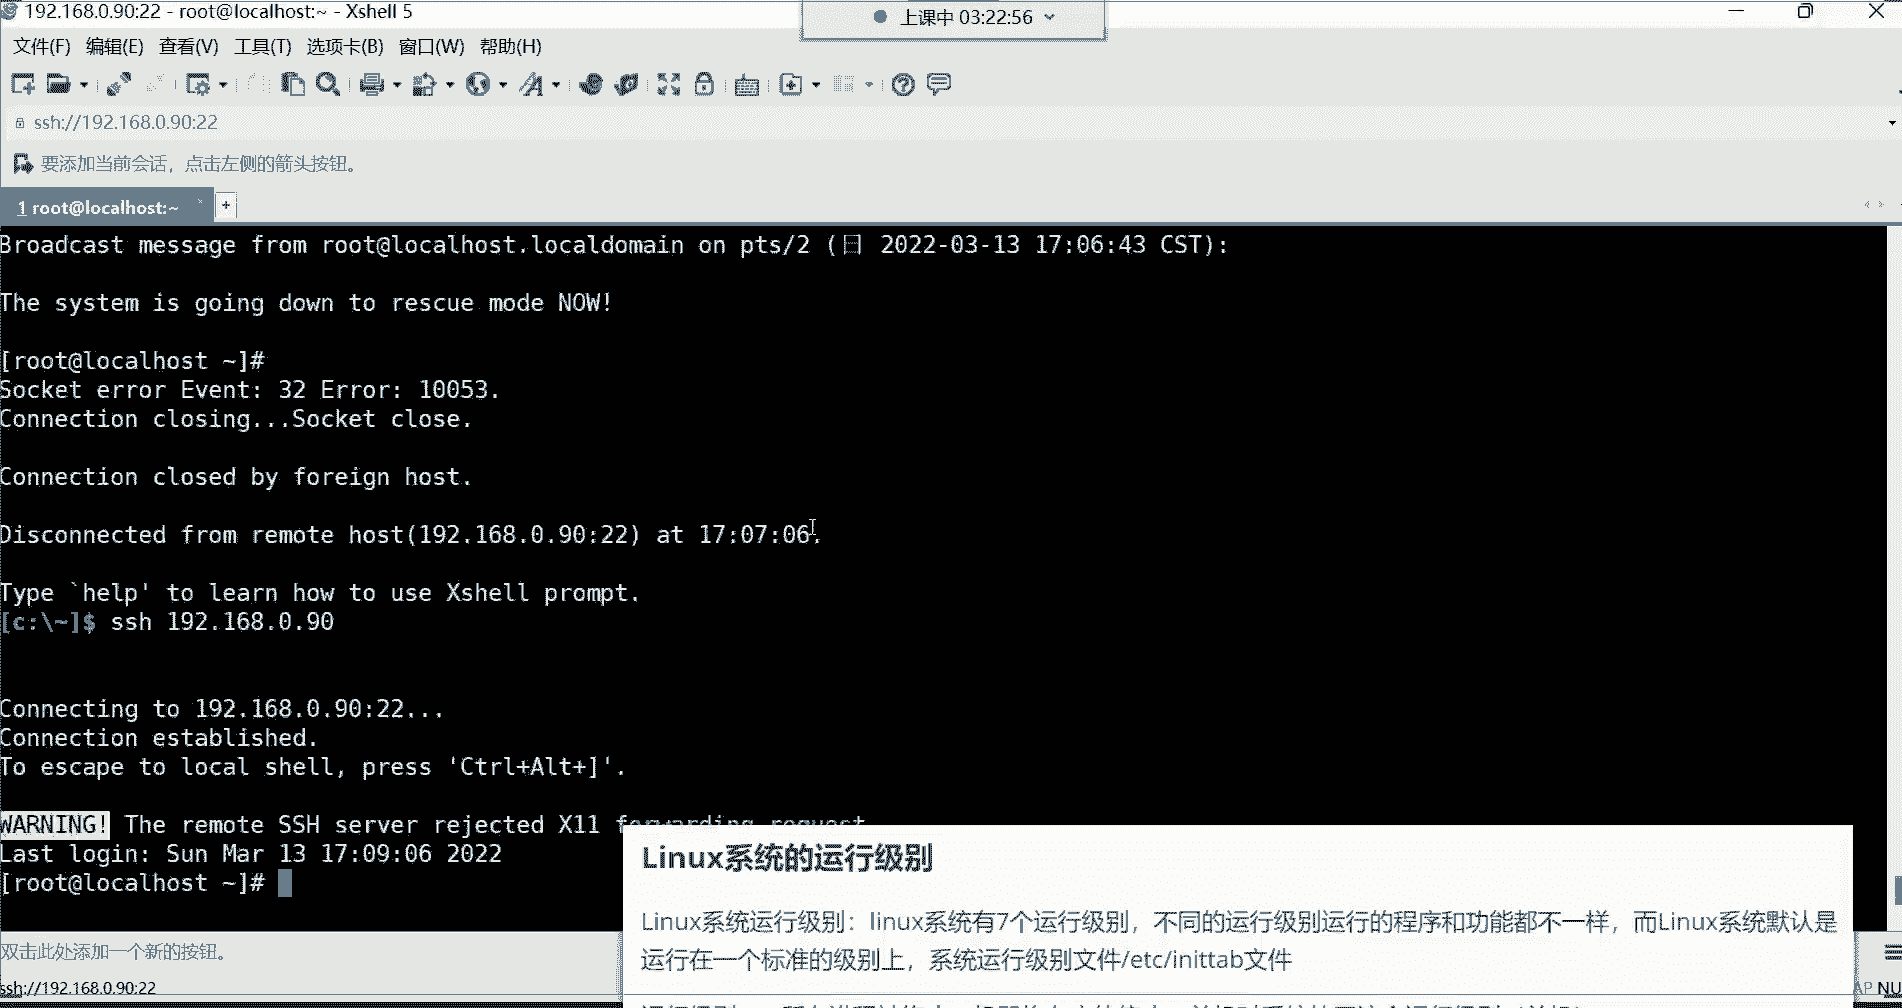 192.168.0.90:22 - root@localhost:~ - Xshell 5
上课中 03:22:56
文件(F) 编辑(E) 查看(V) 工具(T) 选项卡(B) 窗口(W) 帮助(H)
ssh://192.168.0.90:22
要添加当前会话，点击左侧的箭头按钮。
1 root@localhost:~
Broadcast message from root@localhost.localdomain on pts/2 (日 2022-03-13 17:06:43 CST):
The system is going down to rescue mode NOW!
[root@localhost ~]#
Socket error Event: 32 Error: 10053.
Connection closing...Socket close.
Connection closed by foreign host.
Disconnected from remote host(192.168.0.90:22) at 17:07:06.
Type `help' to learn how to use Xshell prompt.
[c:\~]$ ssh 192.168.0.90
Connecting to 192.168.0.90:22...
Connection established.
To escape to local shell, press 'Ctrl+Alt+]'.
WARNING! The remote SSH server rejected X11 forwarding request
Last login: Sun Mar 13 17:09:06 2022
[root@localhost ~]#
Linux系统的运行级别
Linux系统运行级别：linux系统有7个运行级别，不同的运行级别运行的程序和功能都不一样，而Linux系统默认是
运行在一个标准的级别上，系统运行级别文件/etc/inittab文件
双击此处添加一个新的按钮。
ssh://192.168.0.90:22